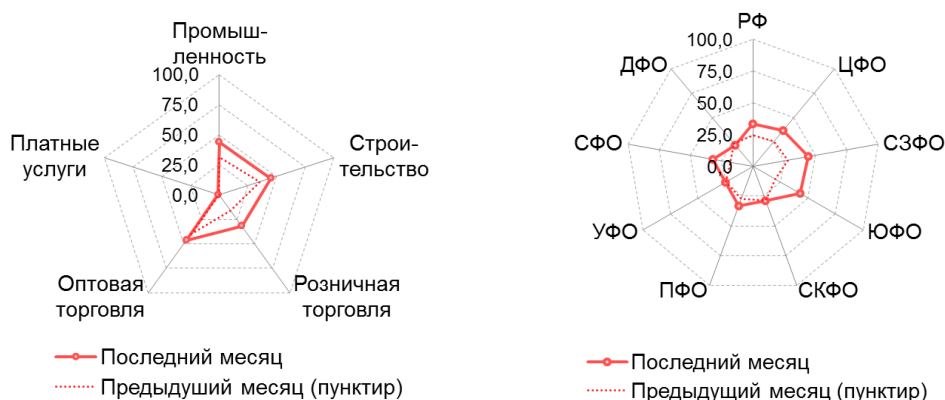 Промыш-
ленность
100,0
75,0
50,0
25,0
0,0
Строи-
тельство
Розничная
торговля
Оптовая
торговля
Платные
услуги
Последний месяц
Предыдуший месяц (пунктир)
РФ
100,0
75,0
50,0
25,0
0,0
ЦФО
СЗФО
ЮФО
СКФО
ПФО
УФО
СФО
ДФО
Последний месяц
Предыдущий месяц (пунктир)